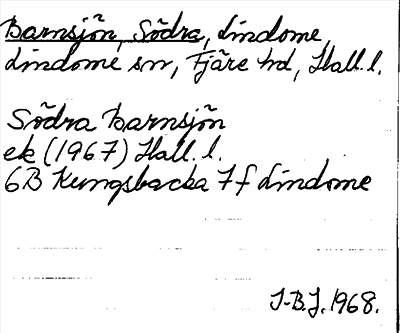 Barnsjön, Södra, Lindome,
Lindome sn, Fjäre hd, Hall. l.
Södra Barnsjön
ek (1967) Hall. l.
6B Kungsbacka 7f Lindome
I-B.J. 1968.